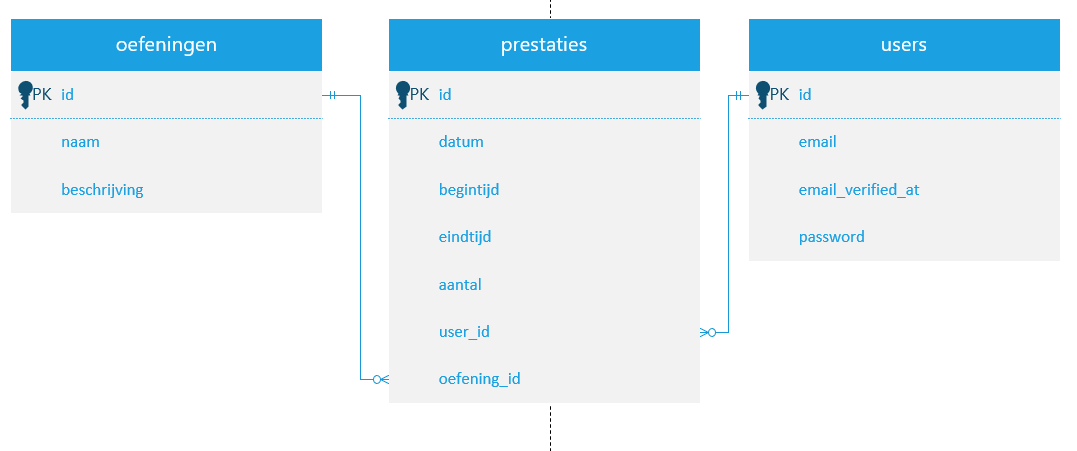 oefeningen
PK id
naam
beschrijving
prestaties
PK id
datum
begintijd
eindtijd
aantal
user_id
oefening_id
users
PK id
email
email_verified_at
password